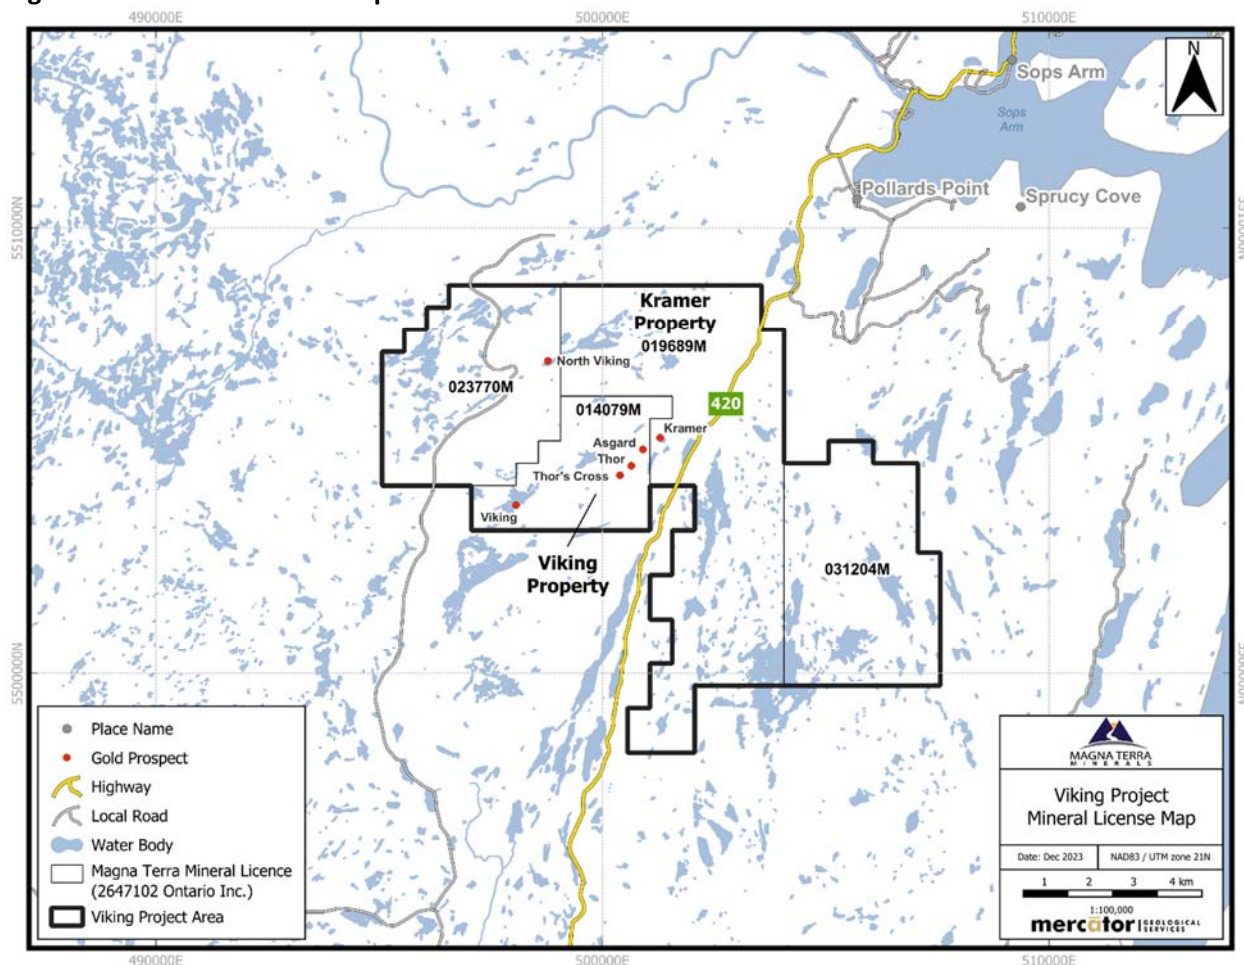 490000E
500000E
510000E
N
Sops Arm
Sops
Arm
Pollards Point
Sprucy Cove
5510000N
5510000N
Kramer
Property
019689M
North Viking
023770M
014079M
420
Kramer
Asgard
Thor
Thor's Cross
Viking
Viking
Property
031204M
5500000N
5500000N
Place Name
Gold Prospect
Highway
Local Road
Water Body
Magna Terra Mineral Licence
(2647102 Ontario Inc.)
Viking Project Area
MAGNA TERRA
MINERALS
Viking Project
Mineral License Map
Date: Dec 2023
NAD83 / UTM zone 21N
1 2 3 4 km
1:100,000
mercator GEOLOGICAL
SERVICES
490000E
500000E
510000E